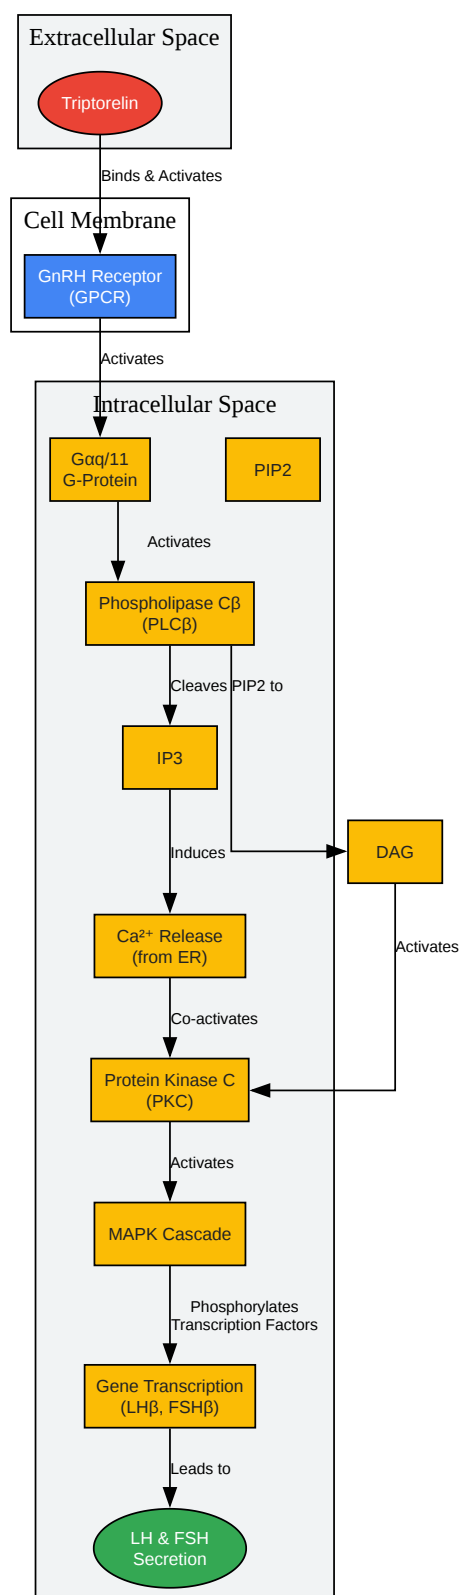 Extracellular Space
Triptorelin
Binds & Activates
Cell Membrane
GnRH Receptor
(GPCR)
Activates
Intracellular Space
Gαq/11
G-Protein
PIP2
Activates
Phospholipase Cβ
(PLCβ)
Cleaves PIP2 to
IP3
Induces
DAG
Ca²⁺ Release
(from ER)
Activates
Co-activates
Protein Kinase C
(PKC)
Activates
MAPK Cascade
Phosphorylates
Transcription Factors
Gene Transcription
(LHβ, FSHβ)
Leads to
LH & FSH
Secretion